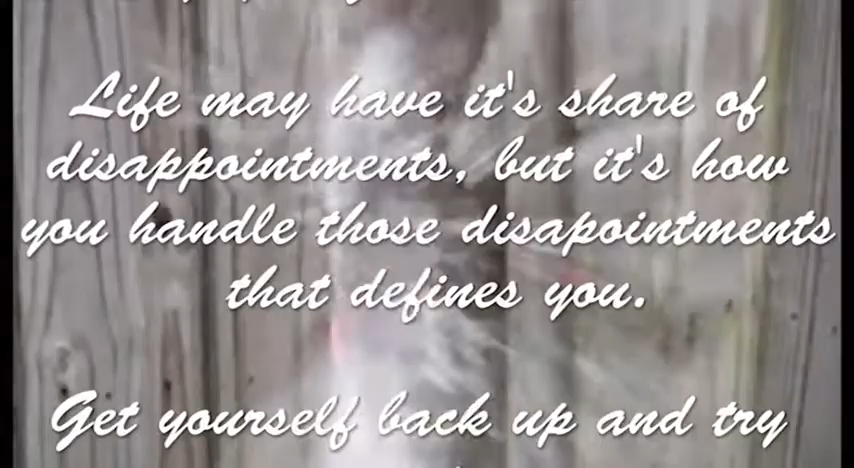 Life may have it's share of
disappointments, but it's how
you handle those disapointments
that defines you.
Get yourself back up and try